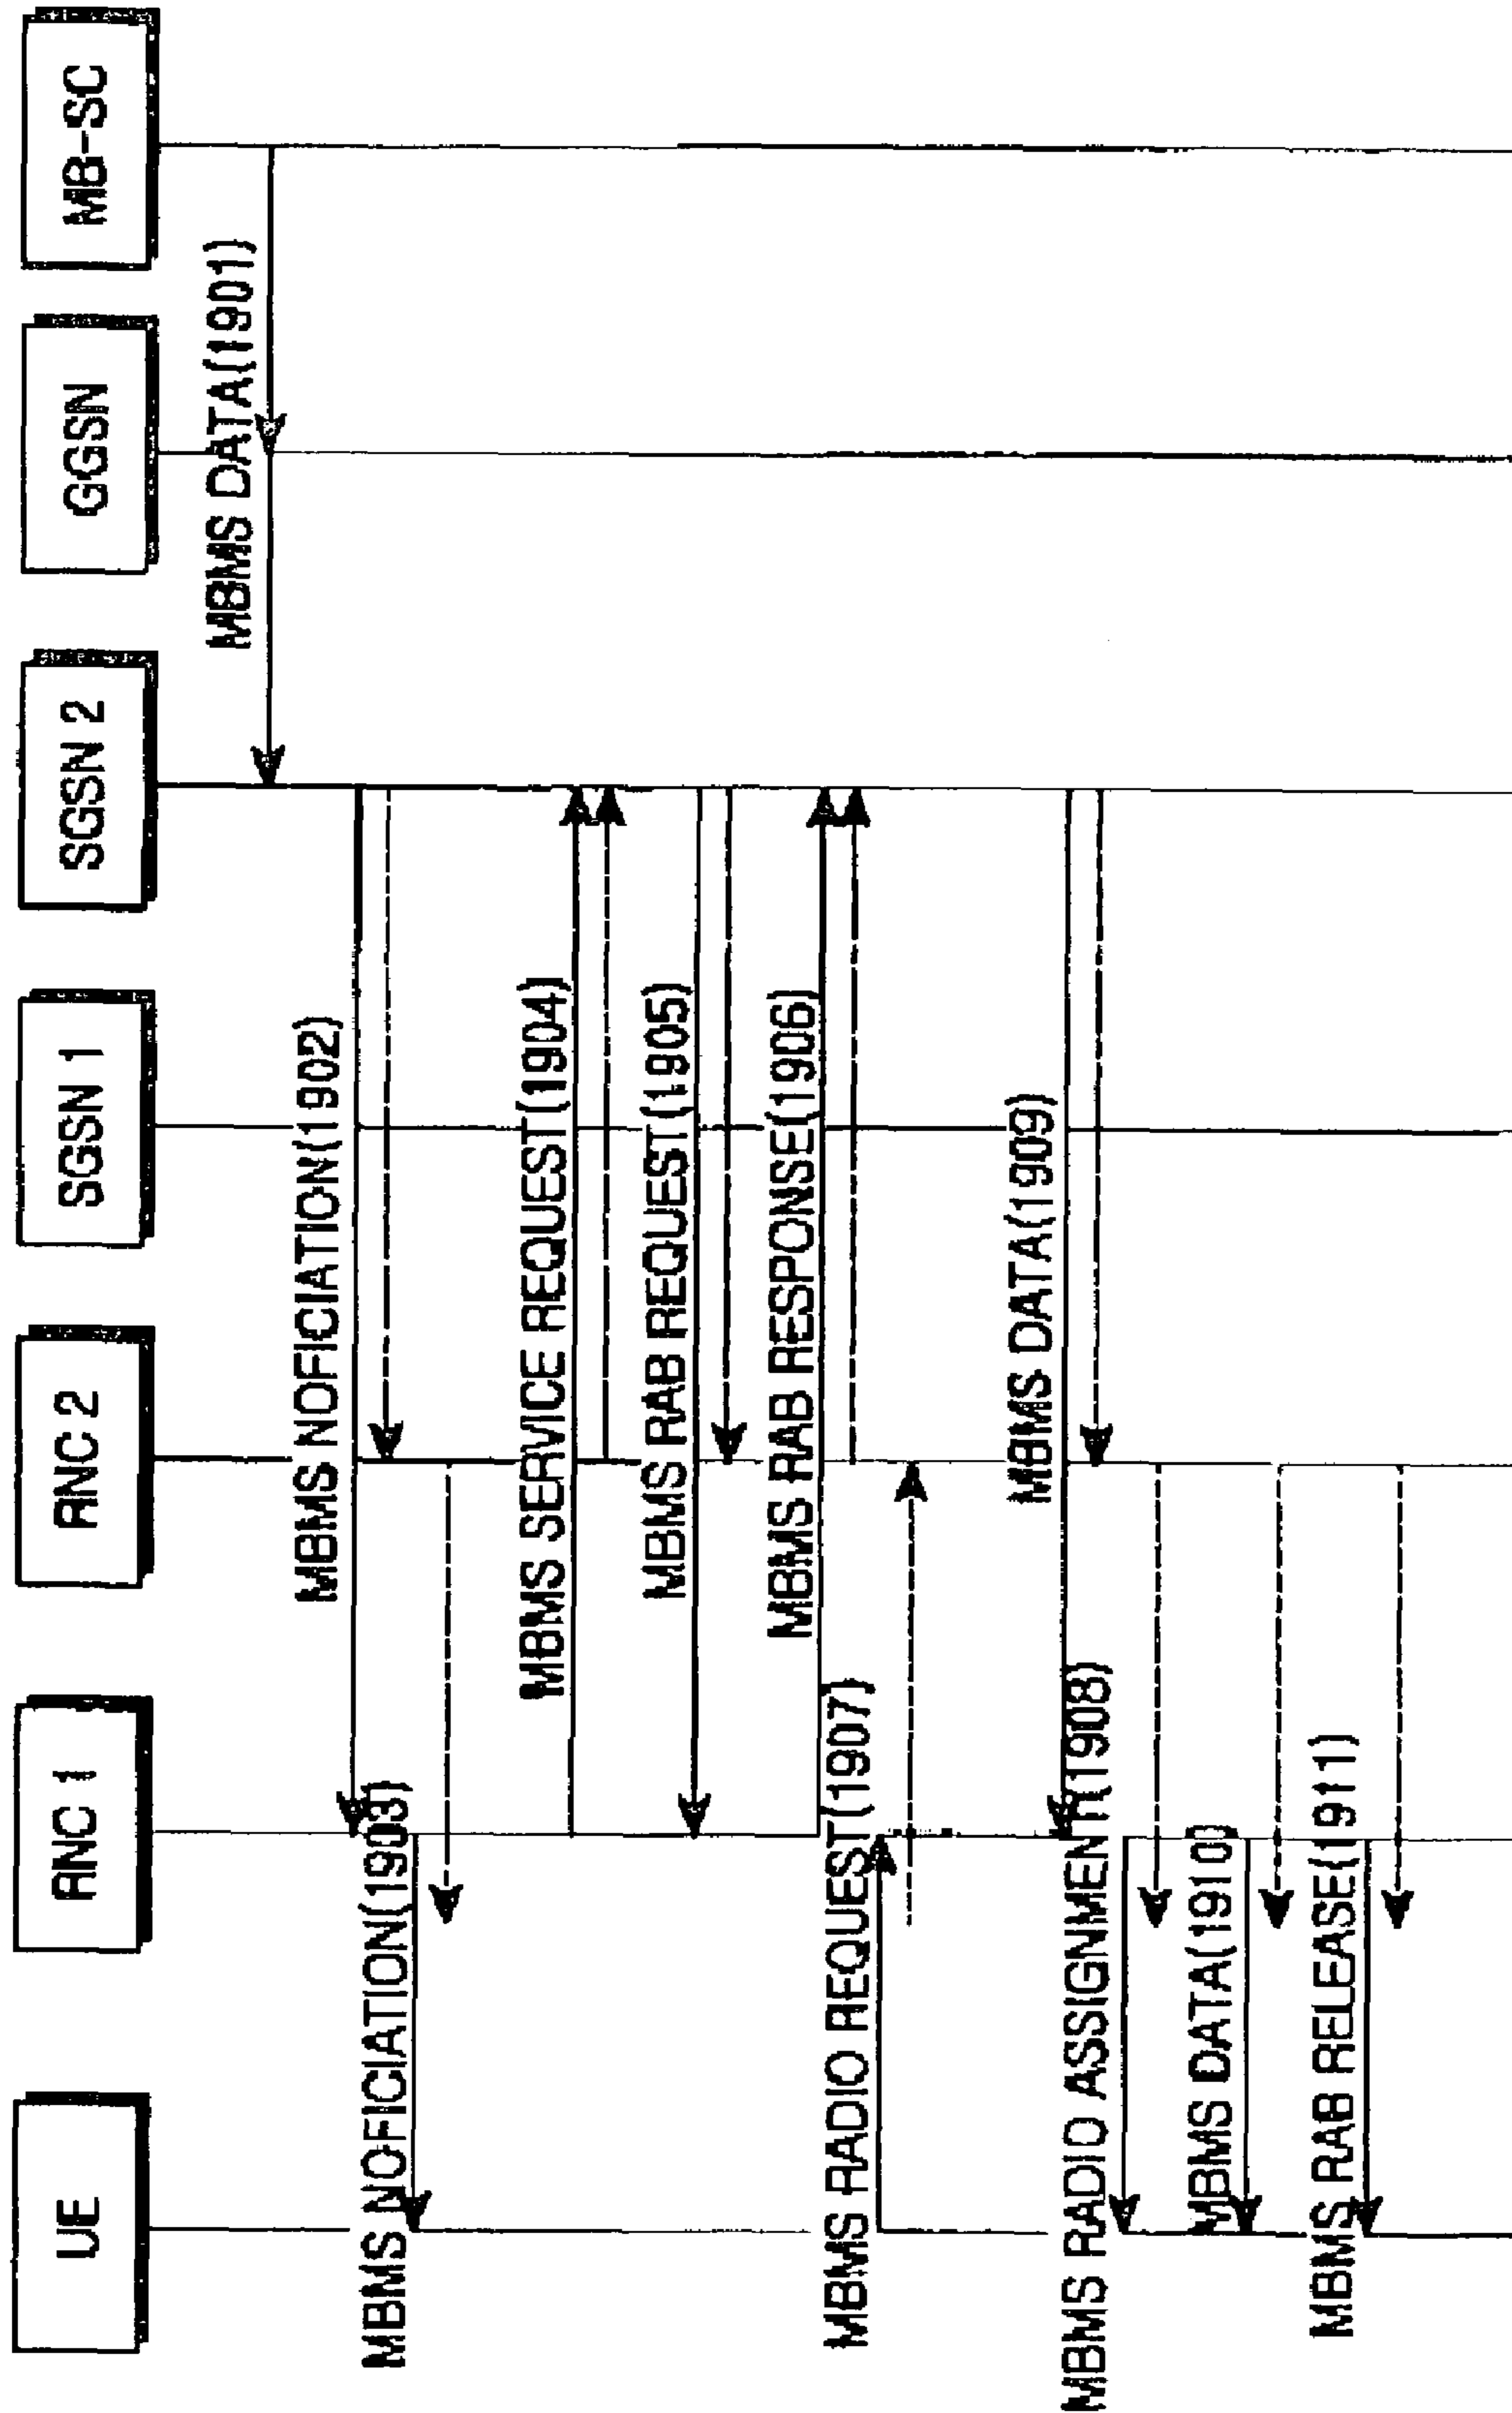 UE
RNC 1
RNC 2
SGSN 1
SGSN 2
GGSN
MB-SC
MBMS DATA(1901)
MBMS NOFICIATION(1902)
MBMS NOFICIATION(1903)
MBMS SERVICE REQUEST(1904)
MBMS RAB REQUEST(1905)
MBMS RAB RESPONSE(1906)
MBMS RADIO REQUEST(1907)
MBMS DATA(1909)
MBMS RADIO ASSIGNMENT(1908)
MBMS DATA(1910)
MBMS RAB RELEASE(1911)